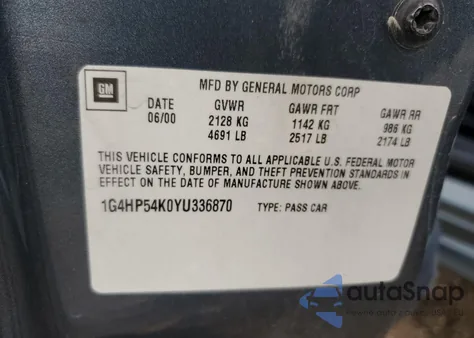 GM
MFD BY GENERAL MOTORS CORP
DATE GVWR GAWR FRT GAWR RR
06/00 2128 KG 1142 KG 986 KG
4691 LB 2517 LB 2174 LB
THIS VEHICLE CONFORMS TO ALL APPLICABLE U.S. FEDERAL MOTOR
VEHICLE SAFETY, BUMPER, AND THEFT PREVENTION STANDARDS IN
EFFECT ON THE DATE OF MANUFACTURE SHOWN ABOVE.
1G4HP54K0YU336870 TYPE: PASS CAR
autoSnap